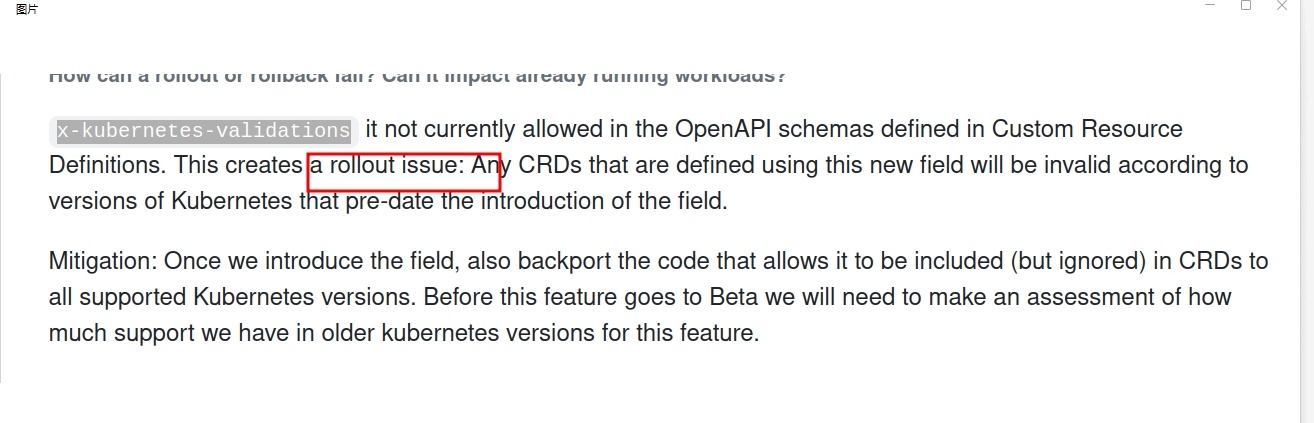 图片
How can a rollout or rollback fail? Can it impact already running workloads?
x-kubernetes-validations it not currently allowed in the OpenAPI schemas defined in Custom Resource
Definitions. This creates a rollout issue: Any CRDs that are defined using this new field will be invalid according to
versions of Kubernetes that pre-date the introduction of the field.
Mitigation: Once we introduce the field, also backport the code that allows it to be included (but ignored) in CRDs to
all supported Kubernetes versions. Before this feature goes to Beta we will need to make an assessment of how
much support we have in older kubernetes versions for this feature.